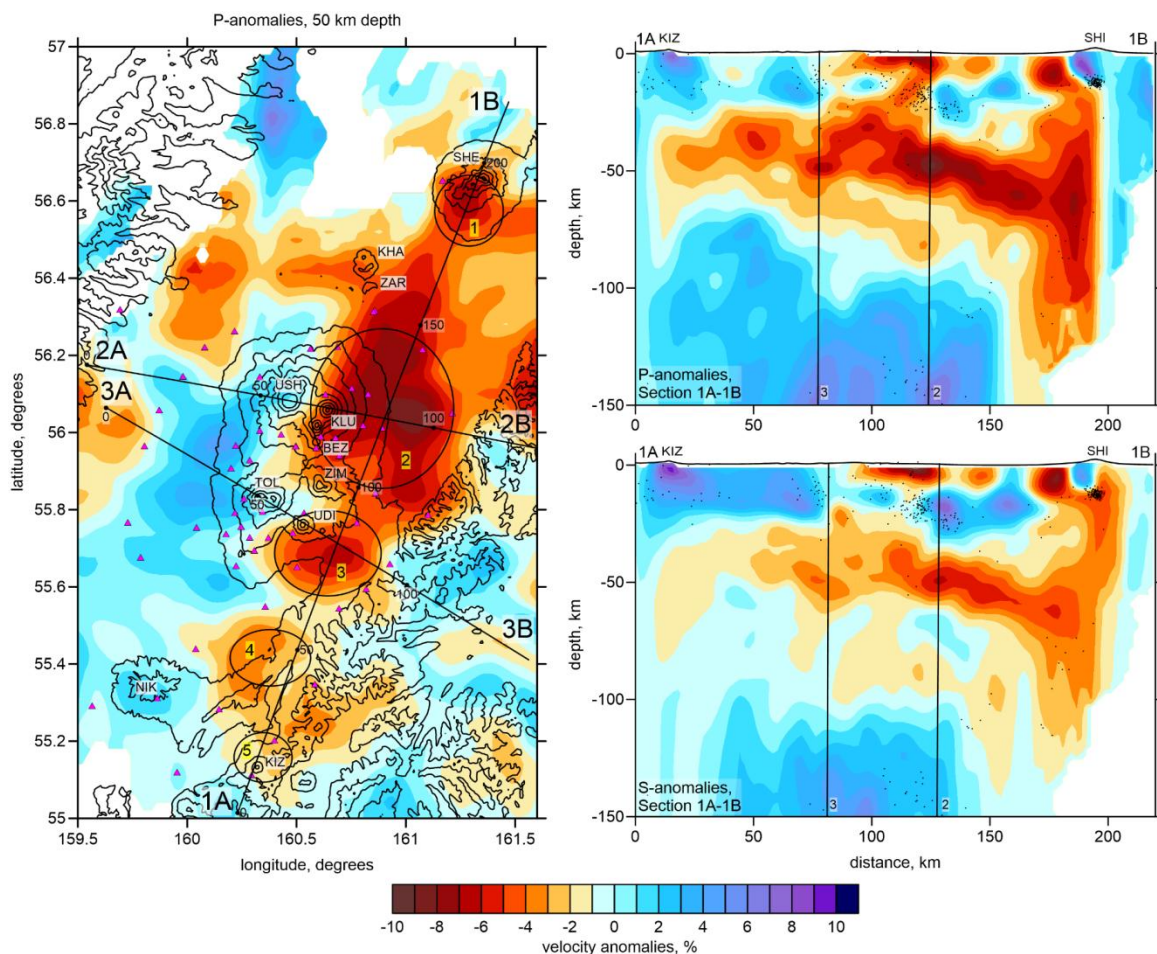 P-anomalies, 50 km depth
57
56.8
56.6
56.4
56.2
56
55.8
55.6
55.4
55.2
55
latitude, degrees
159.5
160
160.5
161
161.5
longitude, degrees
1B
SHE
200
1
KHA
ZAR
150
2A
0
3A
0
50
USH
KLU
100
2B
BEZ
2
ZIM
100
TOL
50
UDI
3
100
3B
4
50
NIK
5
KIZ
1A
0
1A KIZ
SHI
1B
0
-50
-100
-150
depth, km
P-anomalies,
Section 1A-1B
3
2
1A KIZ
SHI
1B
0
-50
-100
-150
depth, km
S-anomalies,
Section 1A-1B
3
2
0
50
100
150
200
distance, km
-10
-8
-6
-4
-2
0
2
4
6
8
10
velocity anomalies, %